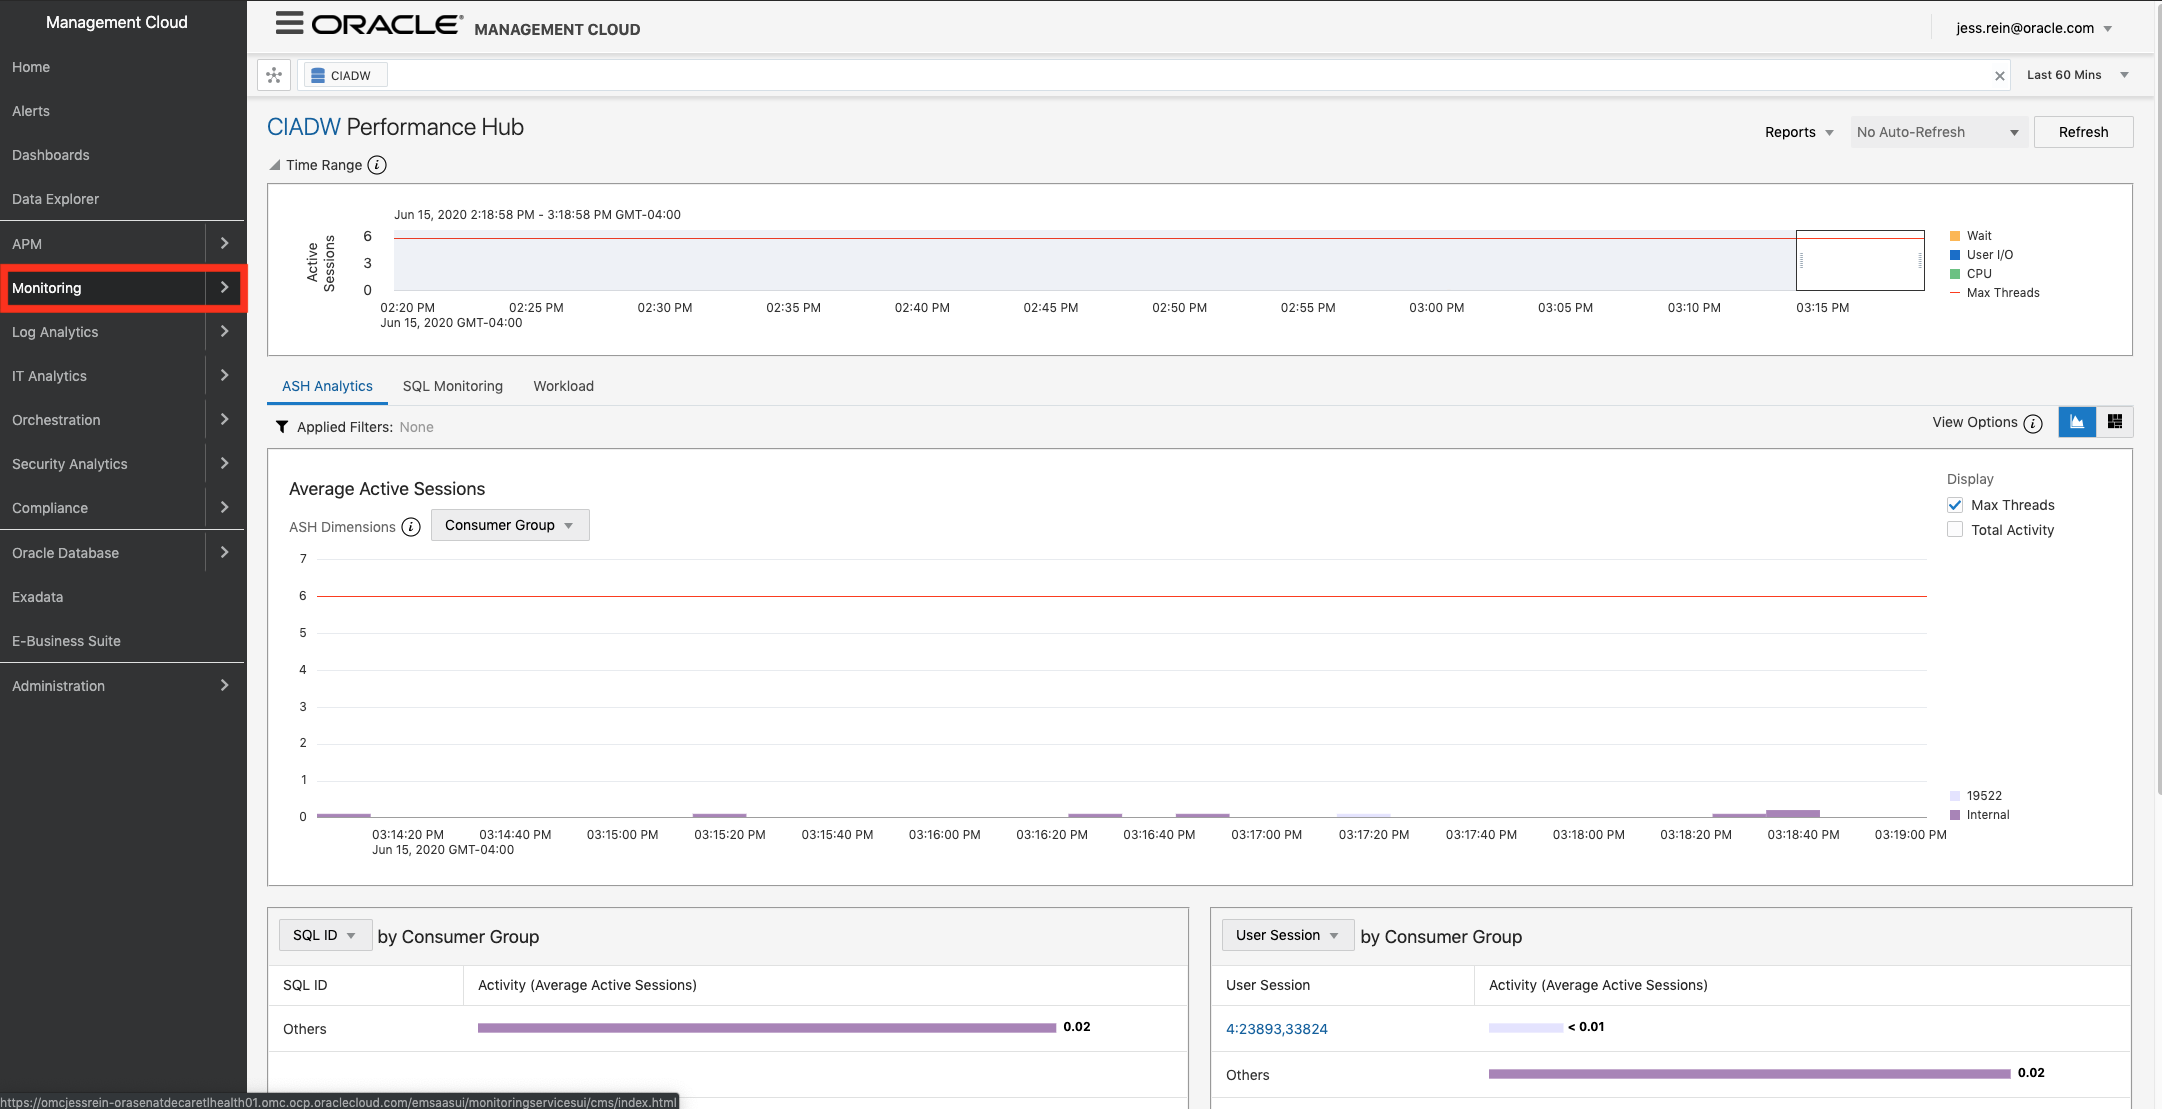 Management Cloud
Home
Alerts
Dashboards
Data Explorer
APM
Monitoring
Log Analytics
IT Analytics
Orchestration
Security Analytics
Compliance
Oracle Database
Exadata
E-Business Suite
Administration
ORACLE® MANAGEMENT CLOUD
jess.rein@oracle.com
CIADW
Last 60 Mins
CIADW Performance Hub
Reports
No Auto-Refresh
Refresh
Time Range
Jun 15, 2020 2:18:58 PM - 3:18:58 PM GMT-04:00
Active Sessions
6
3
0
02:20 PM 02:25 PM 02:30 PM 02:35 PM 02:40 PM 02:45 PM 02:50 PM 02:55 PM 03:00 PM 03:05 PM 03:10 PM 03:15 PM
Jun 15, 2020 GMT-04:00
Wait
User I/O
CPU
Max Threads
ASH Analytics SQL Monitoring Workload
Applied Filters: None
View Options
Average Active Sessions
ASH Dimensions
Consumer Group
Display
Max Threads
Total Activity
7
6
5
4
3
2
1
0
03:14:20 PM 03:14:40 PM 03:15:00 PM 03:15:20 PM 03:15:40 PM 03:16:00 PM 03:16:20 PM 03:16:40 PM 03:17:00 PM 03:17:20 PM 03:17:40 PM 03:18:00 PM 03:18:20 PM 03:18:40 PM 03:19:00 PM
Jun 15, 2020 GMT-04:00
19522
Internal
SQL ID by Consumer Group
SQL ID Activity (Average Active Sessions)
Others 0.02
User Session by Consumer Group
User Session Activity (Average Active Sessions)
4:23893,33824 < 0.01
Others 0.02
https://omcjessrein-orasenatdecaretlhealth01.omc.ocp.oraclecloud.com/emsaasui/monitoringservicesui/cms/index.html